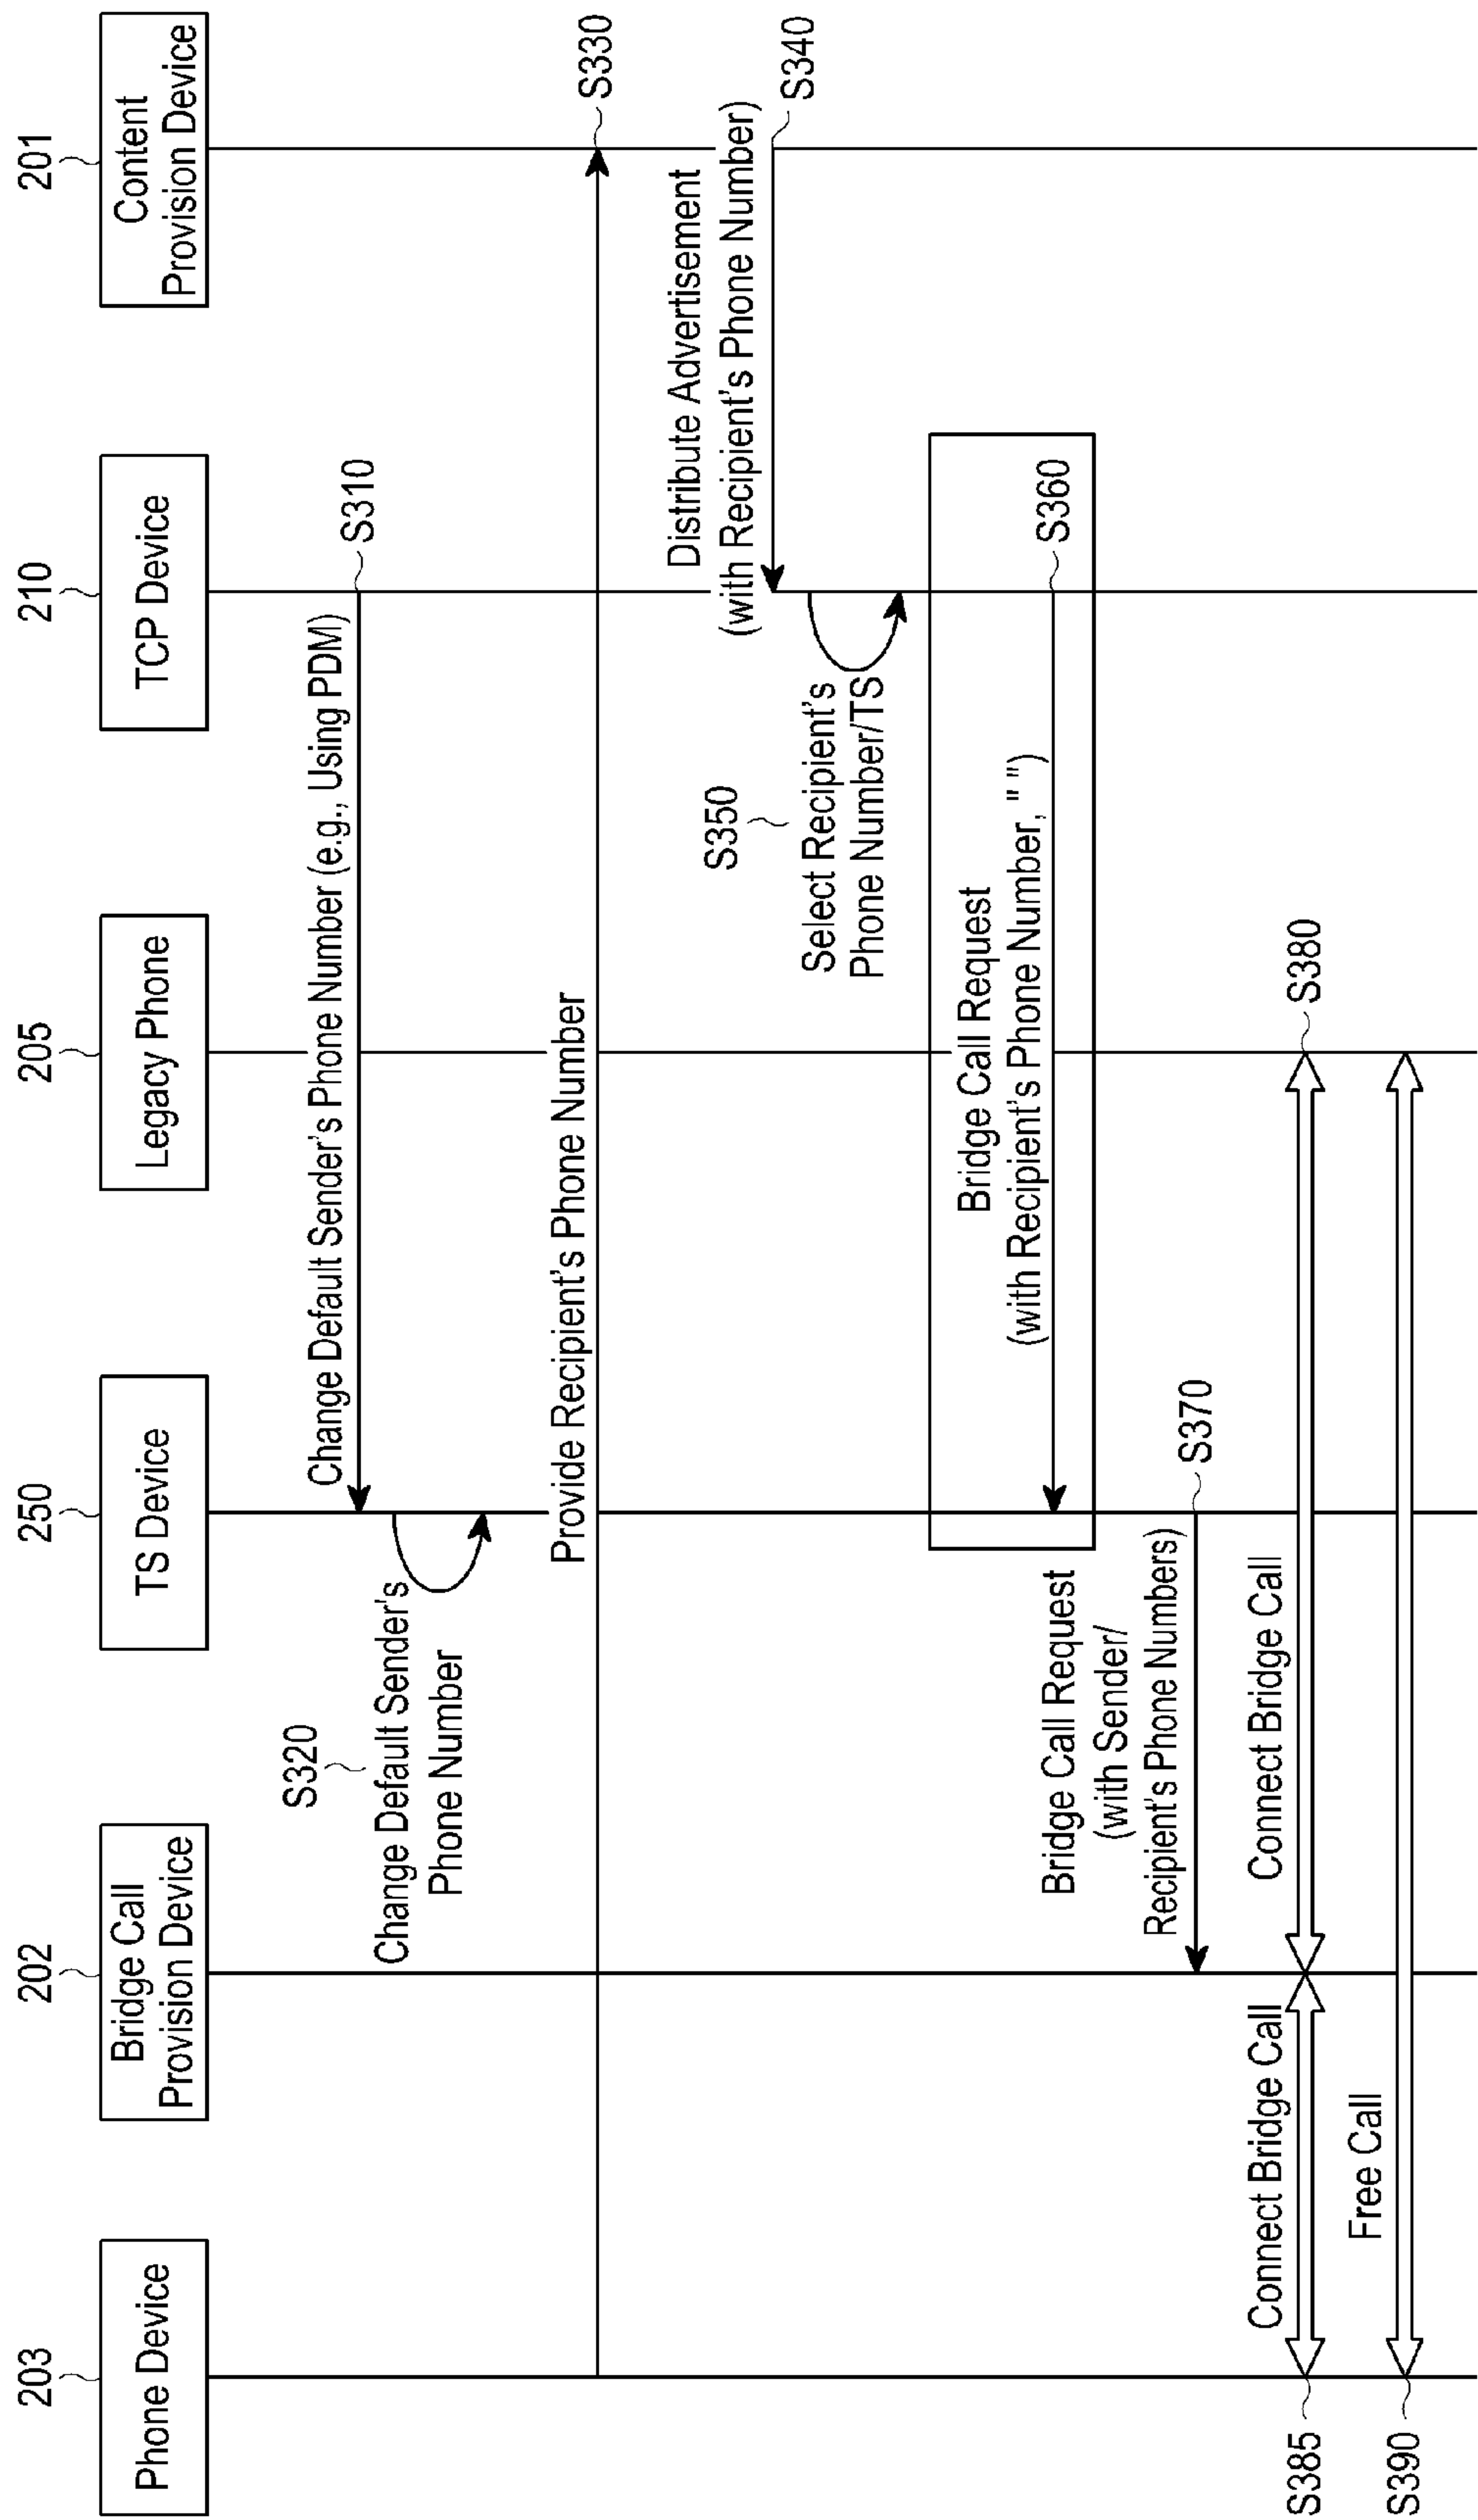 203
Phone Device
202
Bridge Call
Provision Device
250
TS Device
205
Legacy Phone
210
TCP Device
201
Content
Provision Device
Change Default Sender's Phone Number (e.g., Using PDM)
S310
S320
Change Default Sender's
Phone Number
Provide Recipient's Phone Number
S330
Distribute Advertisement
(with Recipient's Phone Number)
S340
S350
Select Recipient's
Phone Number/TS
Bridge Call Request
(with Recipient's Phone Number, " ")
S360
Bridge Call Request
(with Sender/
Recipient's Phone Numbers)
S370
Connect Bridge Call
Connect Bridge Call
S385
S380
Free Call
S390